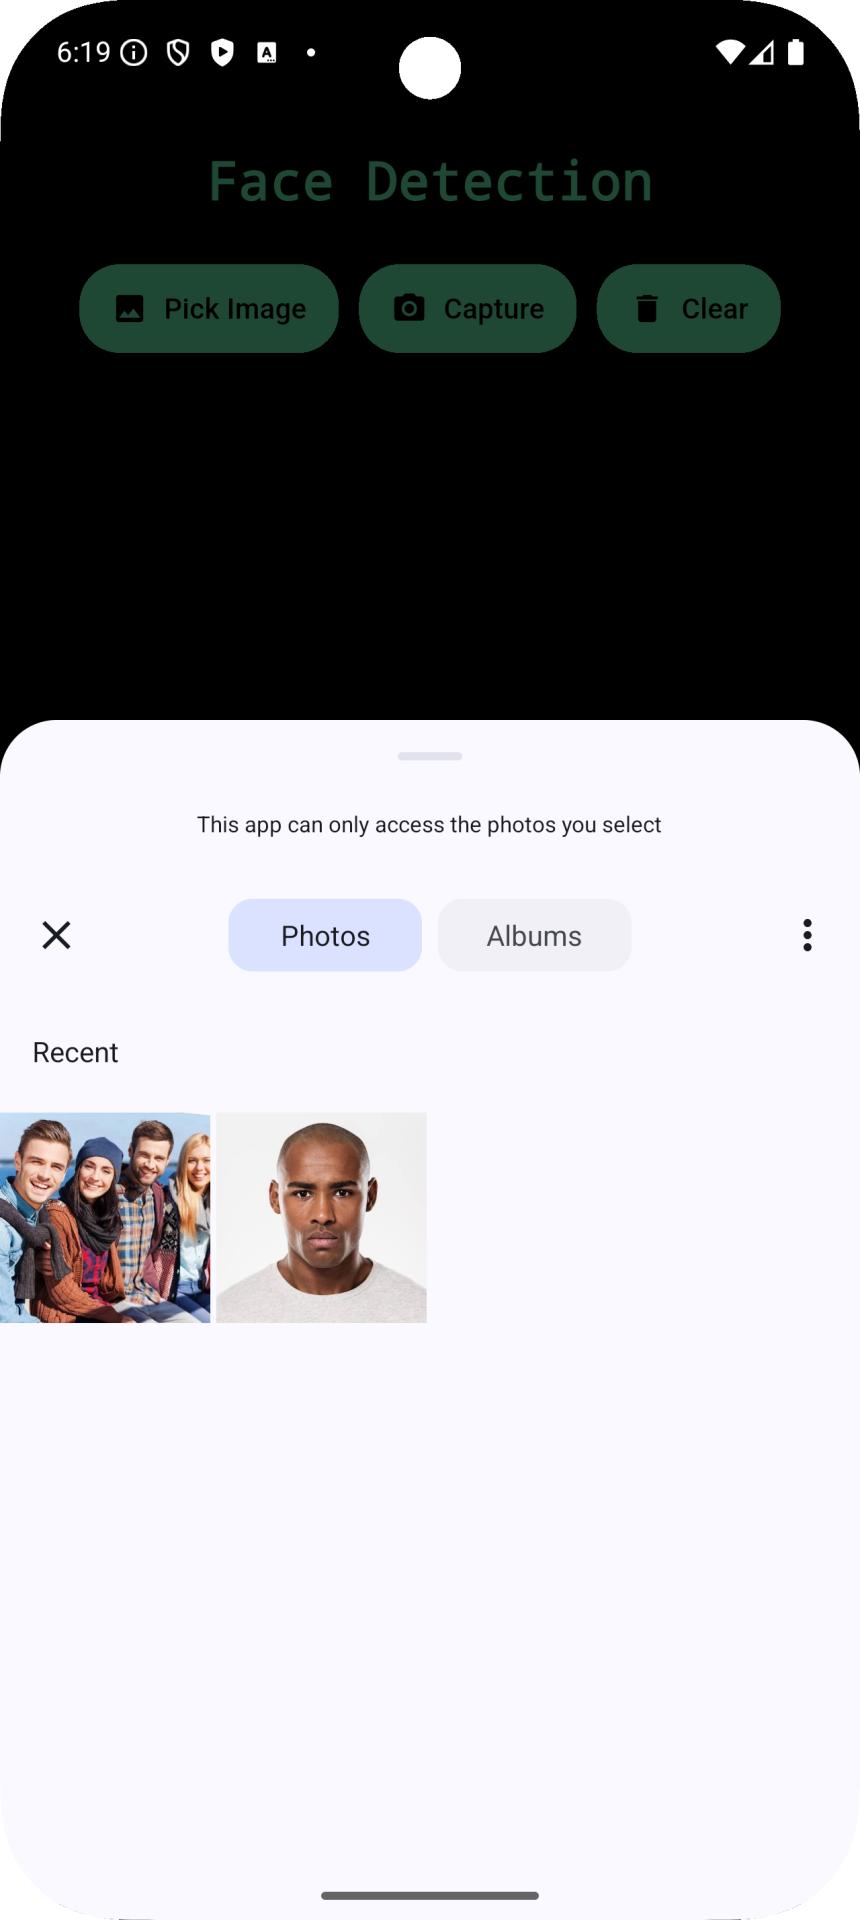 6:19
Face Detection
Pick Image Capture Clear
This app can only access the photos you select
Photos Albums
Recent